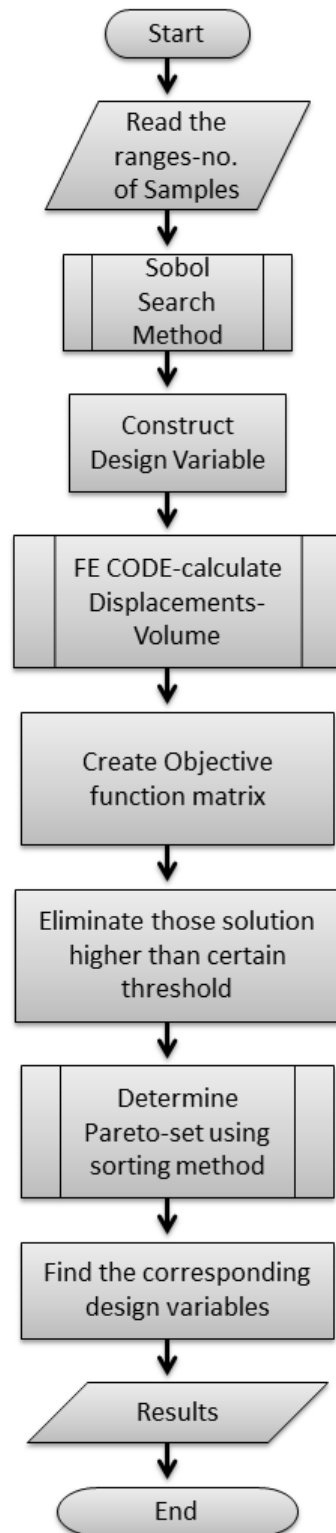 Start
Read the
ranges-no.
of Samples
Sobol
Search
Method
Construct
Design Variable
FE CODE-calculate
Displacements-
Volume
Create Objective
function matrix
Eliminate those solution
higher than certain
threshold
Determine
Pareto-set using
sorting method
Find the corresponding
design variables
Results
End